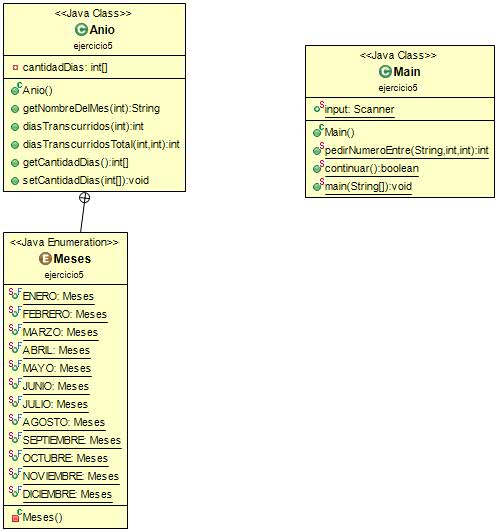 <<Java Class>>
Anio
ejercicio5
cantidadDias: int[]
Anio()
getNombreDelMes(int):String
diasTranscurridos(int):int
diasTranscurridosTotal(int,int):int
getCantidadDias():int[]
setCantidadDias(int[]):void
<<Java Class>>
Main
ejercicio5
input: Scanner
Main()
pedirNumeroEntre(String,int,int):int
continuar():boolean
main(String[]):void
<<Java Enumeration>>
Meses
ejercicio5
ENERO: Meses
FEBRERO: Meses
MARZO: Meses
ABRIL: Meses
MAYO: Meses
JUNIO: Meses
JULIO: Meses
AGOSTO: Meses
SEPTIEMBRE: Meses
OCTUBRE: Meses
NOVIEMBRE: Meses
DICIEMBRE: Meses
Meses()